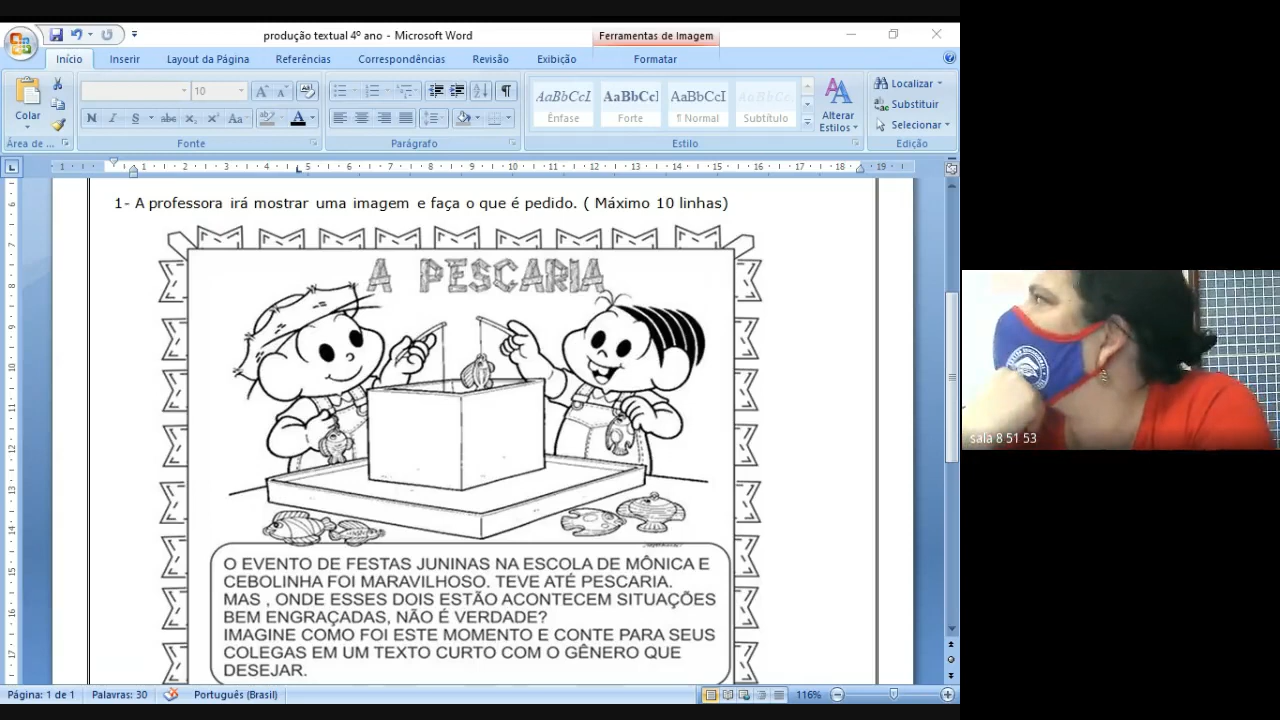 produção textual 4º ano - Microsoft Word
Ferramentas de Imagem
Início
Inserir
Layout da Página
Referências
Correspondências
Revisão
Exibição
Formatar
Colar
10
AaBbCcI
AaBbCcI
AaBbCcI
AaBbCc.
Ênfase
Forte
¶ Normal
Subtítulo
Alterar
Estilos
Localizar
Substituir
Selecionar
Área de ...
Fonte
Parágrafo
Estilo
Edição
1- A professora irá mostrar uma imagem e faça o que é pedido. ( Máximo 10 linhas)
A PESCARIA
O EVENTO DE FESTAS JUNINAS NA ESCOLA DE MÔNICA E
CEBOLINHA FOI MARAVILHOSO. TEVE ATÉ PESCARIA.
MAS , ONDE ESSES DOIS ESTÃO ACONTECEM SITUAÇÕES
BEM ENGRAÇADAS, NÃO É VERDADE?
IMAGINE COMO FOI ESTE MOMENTO E CONTE PARA SEUS
COLEGAS EM UM TEXTO CURTO COM O GÊNERO QUE
DESEJAR.
sala 8 51 53
Página: 1 de 1
Palavras: 30
Português (Brasil)
116%